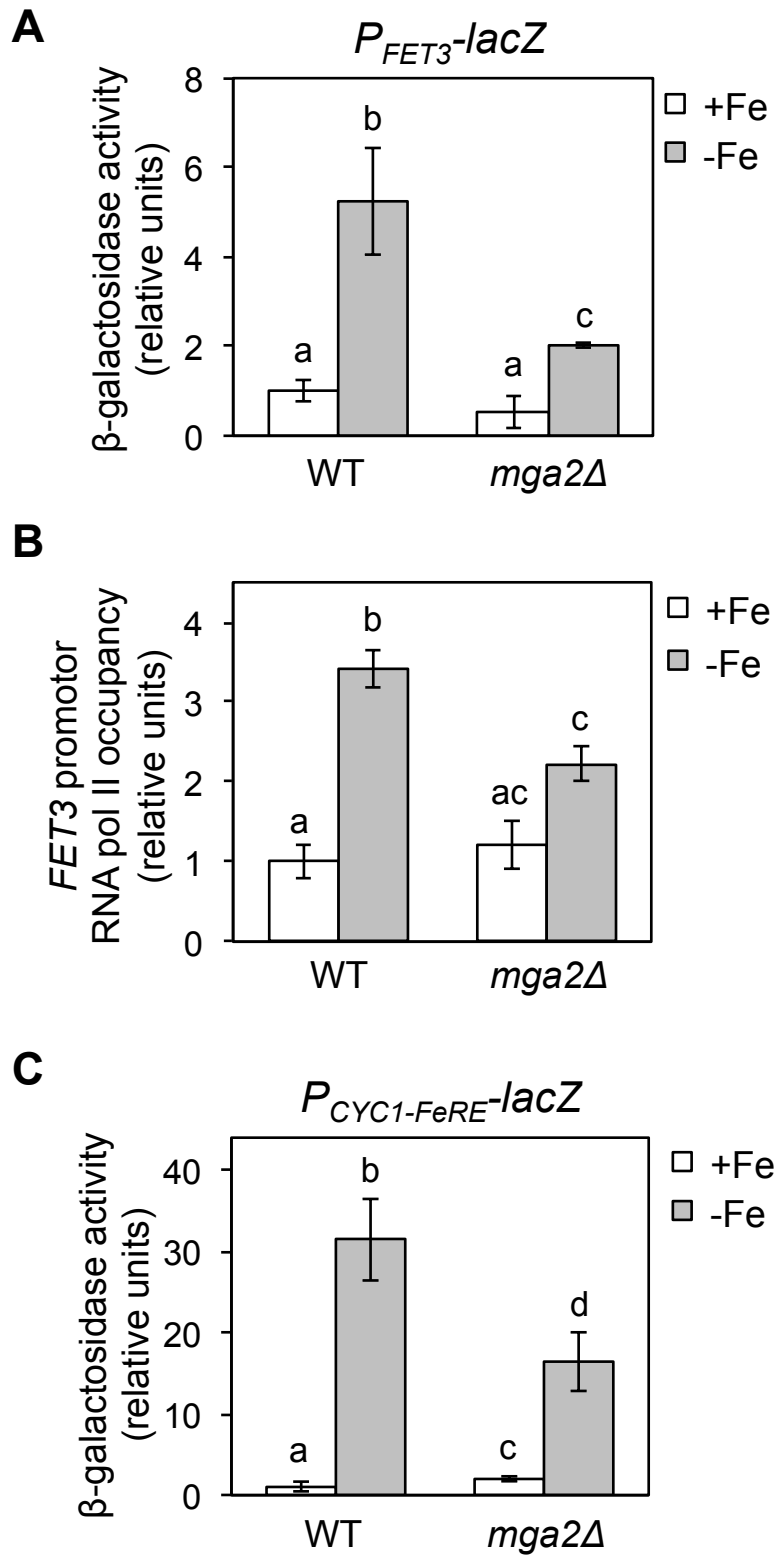 A
P_FET3-lacZ
β-galactosidase activity
(relative units)
8
6
4
2
0
a
b
a
c
WT
mga2Δ
+Fe
-Fe
B
FET3 promotor
RNA pol II occupancy
(relative units)
4
3
2
1
0
a
b
ac
c
WT
mga2Δ
+Fe
-Fe
C
P_CYC1-FeRE-lacZ
β-galactosidase activity
(relative units)
40
30
20
10
0
a
b
c
d
WT
mga2Δ
+Fe
-Fe